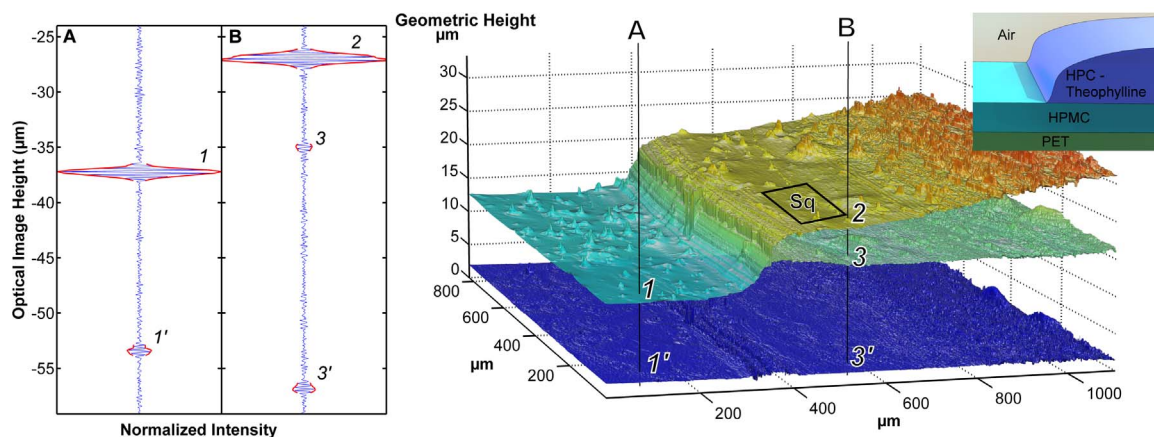 A
B
1
2
3
1'
3'
-25
-30
-35
-40
-45
-50
-55
Optical Image Height (µm)
Normalized Intensity
Geometric Height
µm
A
B
30
25
20
15
10
5
0
800
600
400
200
µm
200
400
600
800
1000
µm
Sq
1
2
3
1'
3'
Air
HPC -
Theophylline
HPMC
PET